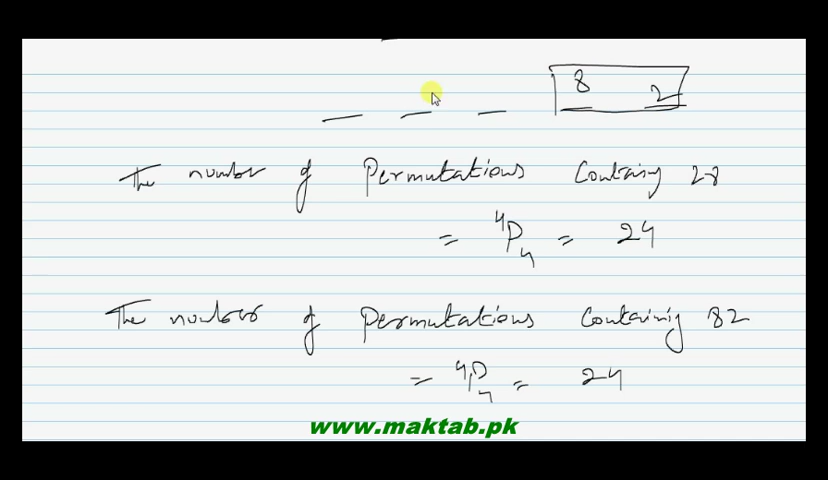 8 2
The number of Permutations Containing 28
= ⁴P₄ = 24
The number of Permutations Containing 82
= ⁴P₄ = 24
www.maktab.pk